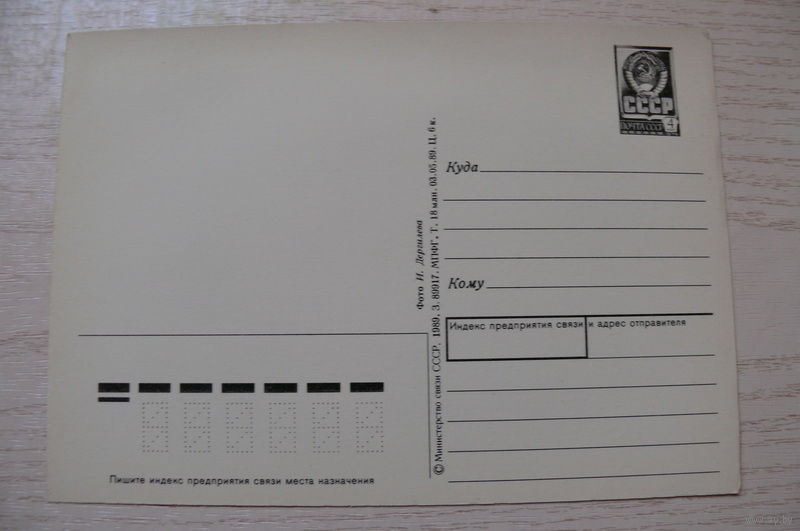 СССР
ПОЧТА СССР 4
Куда
Кому
Индекс предприятия связи и адрес отправителя
Фото И. Дергилева
© Министерство связи СССР, 1989. З. 89917. МПФГ, Т. 18 млн. 03.05.89. Ц. 6 к.
Пишите индекс предприятия связи места назначения